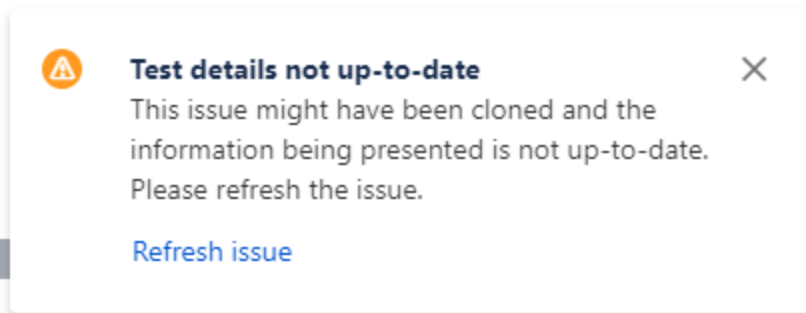 Test details not up-to-date
This issue might have been cloned and the
information being presented is not up-to-date.
Please refresh the issue.
Refresh issue